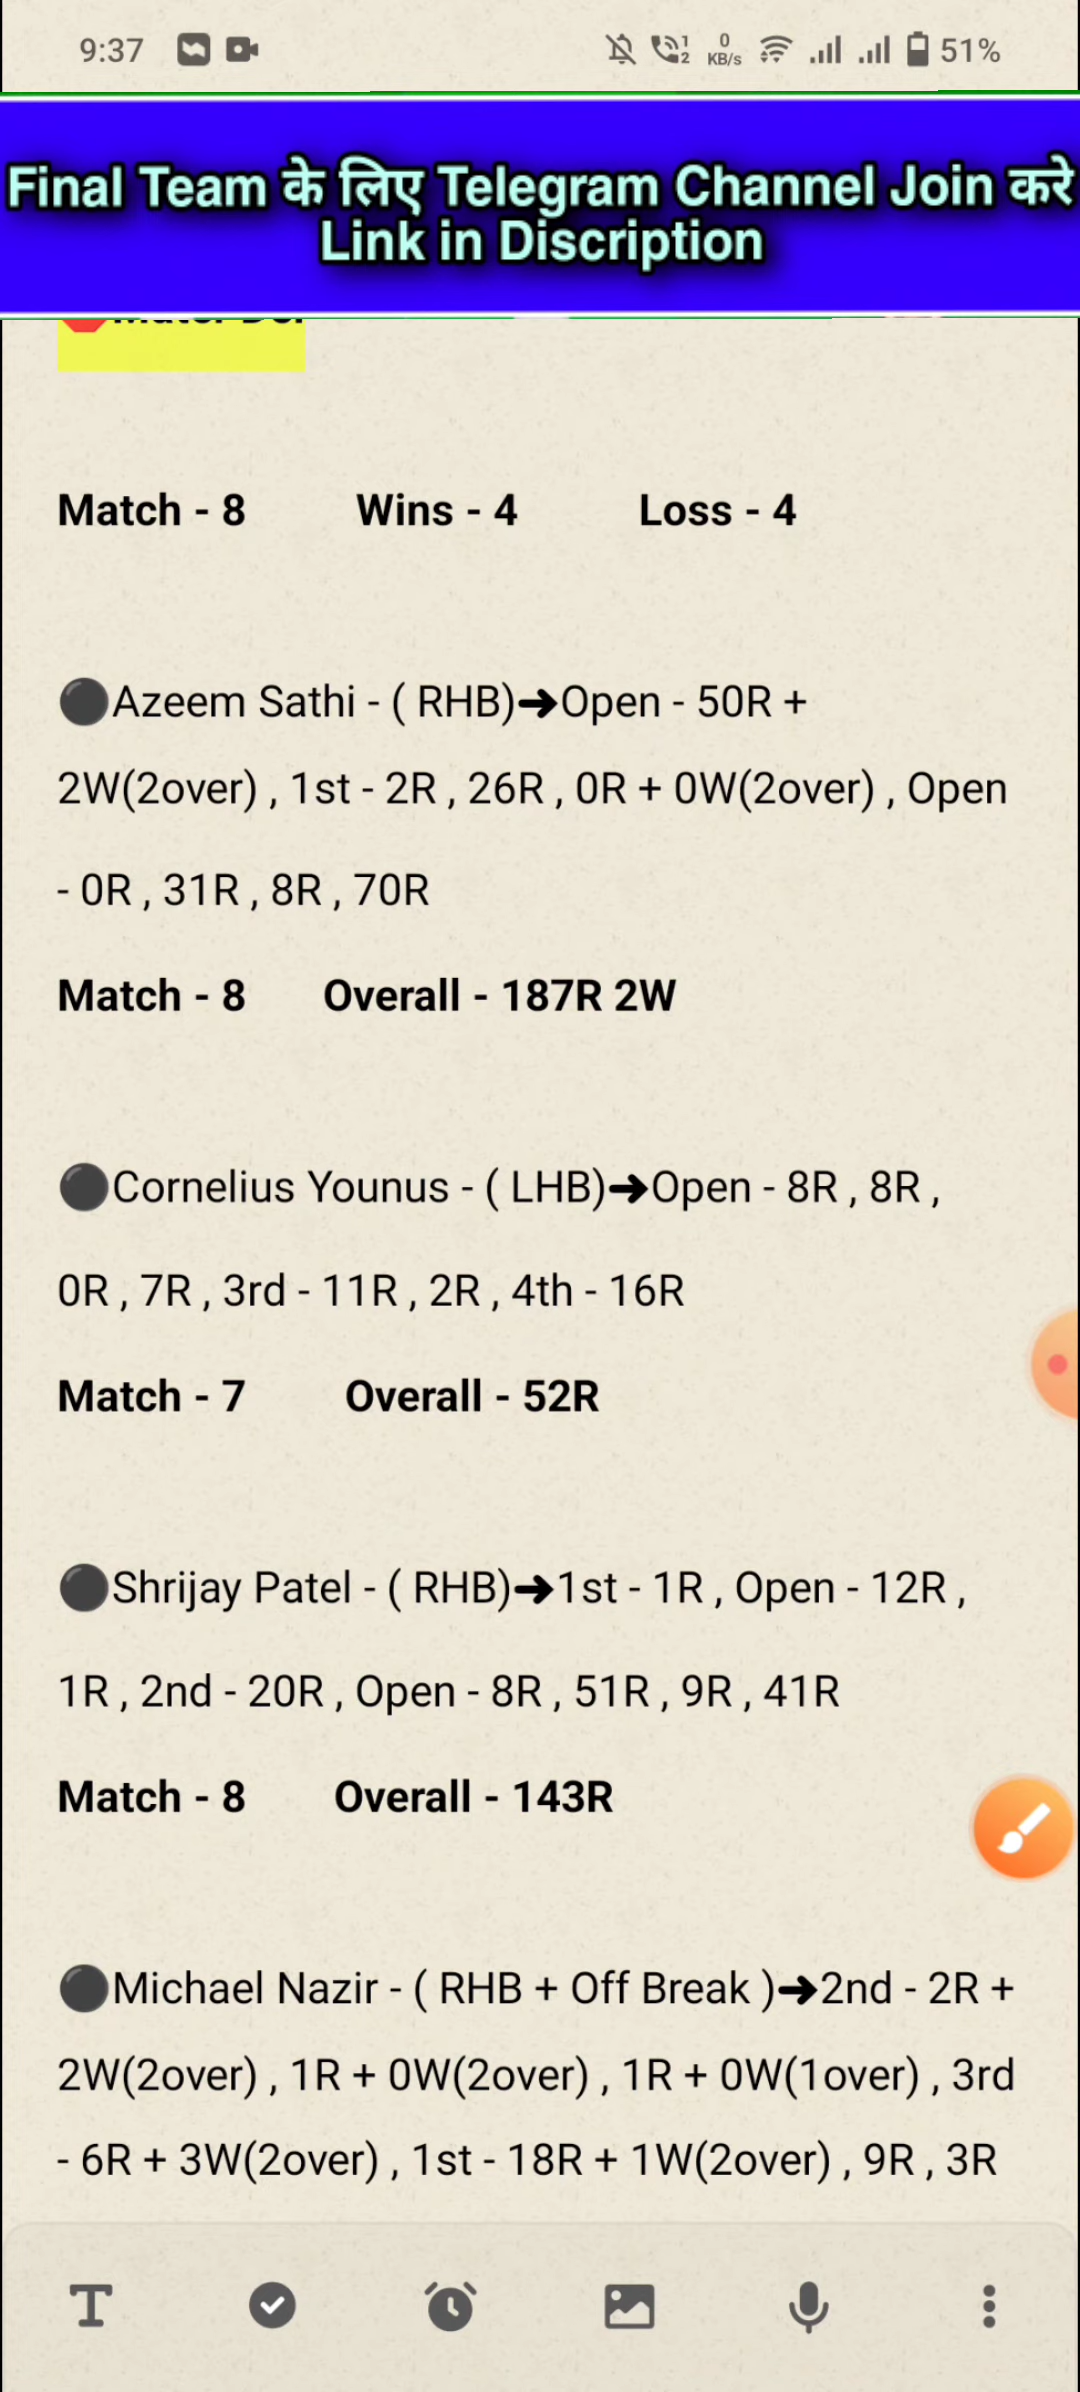 9:37
0
KB/s
51%
Final Team के लिए Telegram Channel Join करे
Link in Discription
Match - 8 Wins - 4 Loss - 4
Azeem Sathi - ( RHB)➔Open - 50R +
2W(2over) , 1st - 2R , 26R , 0R + 0W(2over) , Open
- 0R , 31R , 8R , 70R
Match - 8 Overall - 187R 2W
Cornelius Younus - ( LHB)➔Open - 8R , 8R ,
0R , 7R , 3rd - 11R , 2R , 4th - 16R
Match - 7 Overall - 52R
Shrijay Patel - ( RHB)➔1st - 1R , Open - 12R ,
1R , 2nd - 20R , Open - 8R , 51R , 9R , 41R
Match - 8 Overall - 143R
Michael Nazir - ( RHB + Off Break )➔2nd - 2R +
2W(2over) , 1R + 0W(2over) , 1R + 0W(1over) , 3rd
- 6R + 3W(2over) , 1st - 18R + 1W(2over) , 9R , 3R